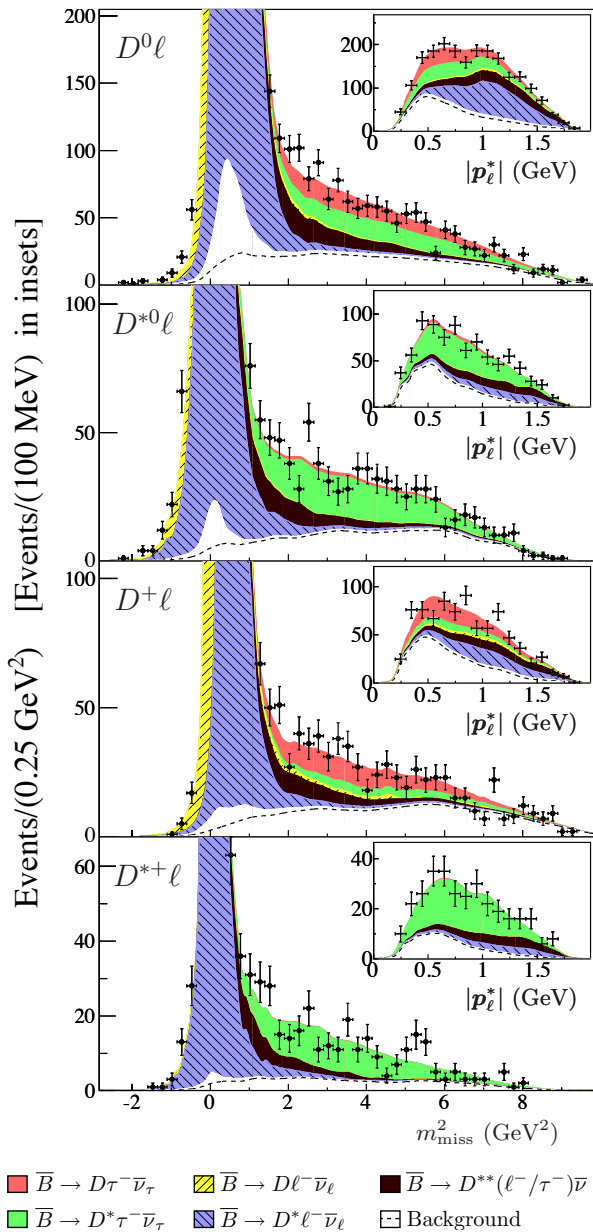 Events/(0.25 GeV²) [Events/(100 MeV) in insets]
D⁰ℓ
200
150
100
50
0
0 0.5 1 1.5
|p*ℓ| (GeV)
200
150
100
50
0
D*⁰ℓ
100
50
0
0 0.5 1 1.5
|p*ℓ| (GeV)
100
50
0
D⁺ℓ
100
50
0
0 0.5 1 1.5
|p*ℓ| (GeV)
100
50
0
D*⁺ℓ
40
20
0
0 0.5 1 1.5
|p*ℓ| (GeV)
60
40
20
0
-2 0 2 4 6 8
m²miss (GeV²)
B̅ → Dτ⁻ν̅τ B̅ → Dℓ⁻ν̅ℓ B̅ → D**(ℓ⁻/τ⁻)ν̅
B̅ → D*τ⁻ν̅τ B̅ → D*ℓ⁻ν̅ℓ Background